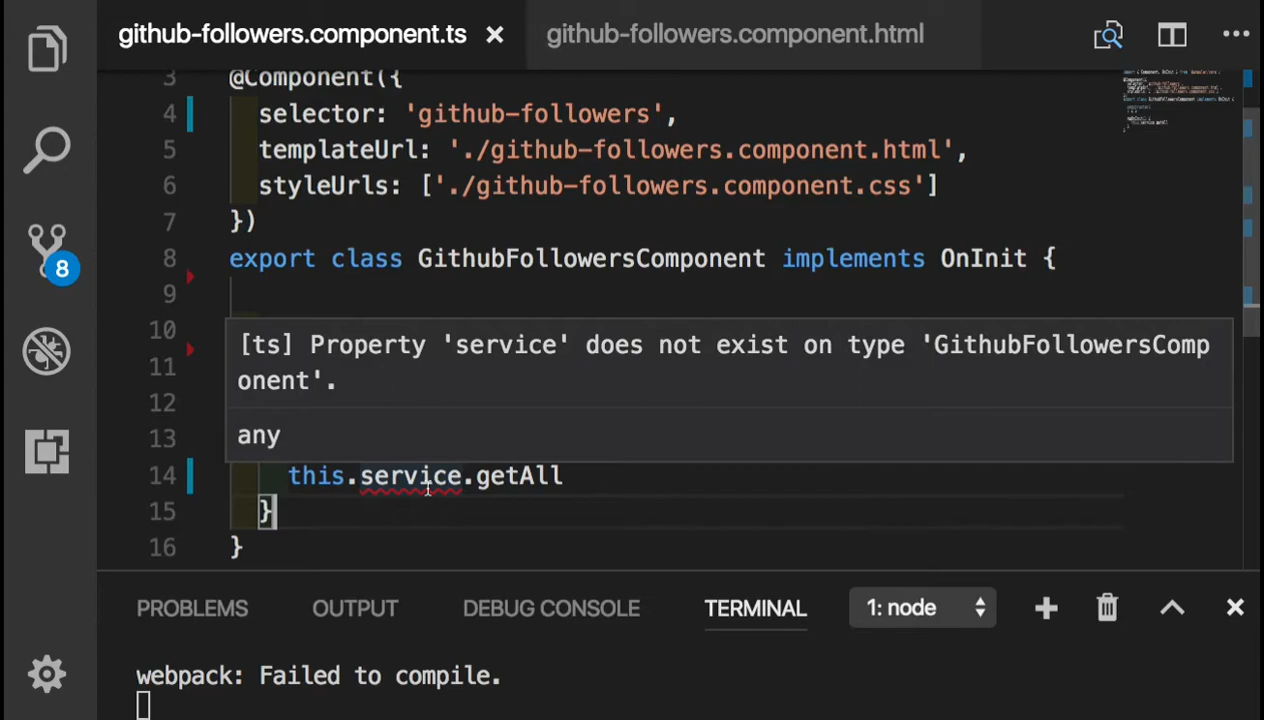 github-followers.component.ts
github-followers.component.html
3 @Component({
4 selector: 'github-followers',
5 templateUrl: './github-followers.component.html',
6 styleUrls: ['./github-followers.component.css']
7 })
8 export class GithubFollowersComponent implements OnInit {
9
10
[ts] Property 'service' does not exist on type 'GithubFollowersComp
11
onent'.
12
13 any
14 this.service.getAll
15 }
16 }
8
PROBLEMS OUTPUT DEBUG CONSOLE TERMINAL 1: node
webpack: Failed to compile.